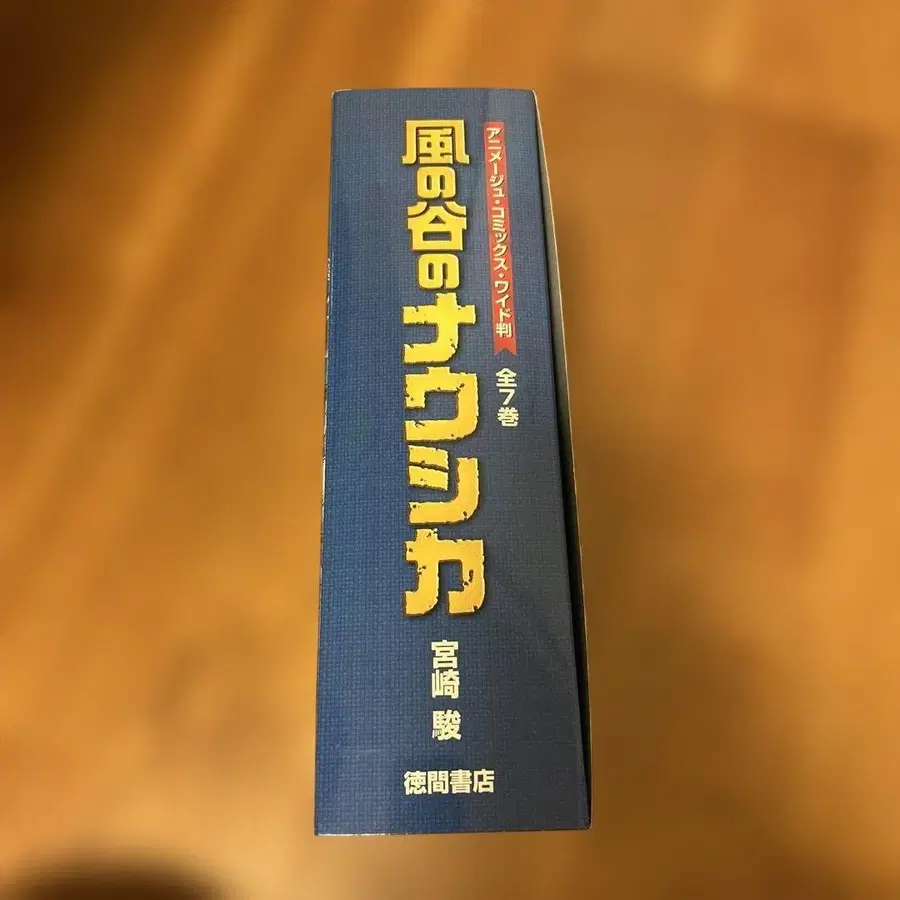 アニメージュ・コミックス・ワイド判
全7巻
風の谷のナウシカ
宮崎 駿
徳間書店